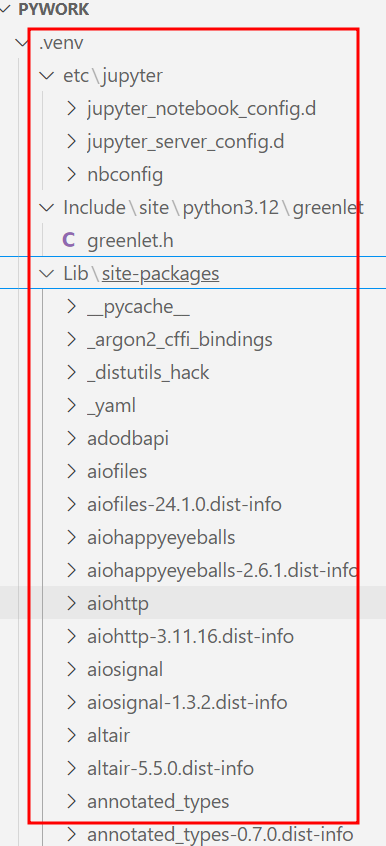 PYWORK
.venv
etc\jupyter
jupyter_notebook_config.d
jupyter_server_config.d
nbconfig
Include\site\python3.12\greenlet
C greenlet.h
Lib\site-packages
__pycache__
_argon2_cffi_bindings
_distutils_hack
_yaml
adodbapi
aiofiles
aiofiles-24.1.0.dist-info
aiohappyeyeballs
aiohappyeyeballs-2.6.1.dist-info
aiohttp
aiohttp-3.11.16.dist-info
aiosignal
aiosignal-1.3.2.dist-info
altair
altair-5.5.0.dist-info
annotated_types
annotated_types-0.7.0.dist-info